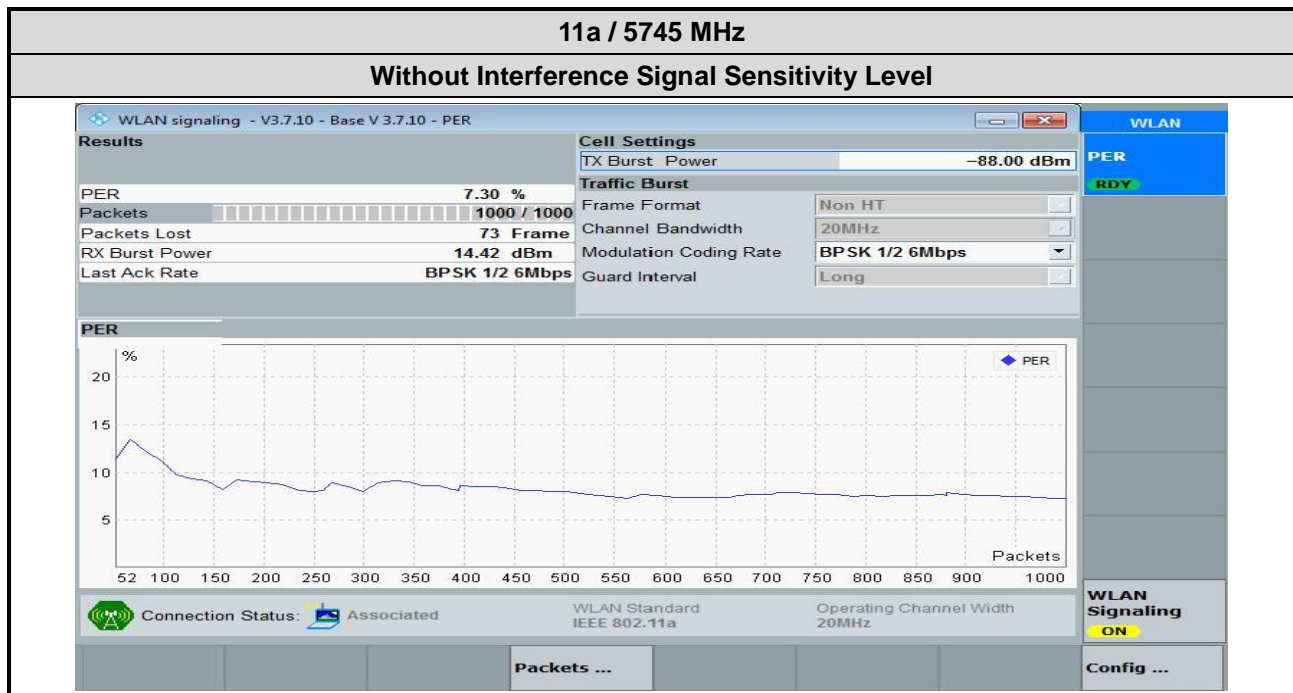 11a / 5745 MHz
Without Interference Signal Sensitivity Level
WLAN signaling - V3.7.10 - Base V 3.7.10 - PER
WLAN
Results
Cell Settings
TX Burst Power −88.00 dBm
PER
RDY
Traffic Burst
PER 7.30 %
Frame Format Non HT
Packets 1000 / 1000
Channel Bandwidth 20MHz
Packets Lost 73 Frame
Modulation Coding Rate BPSK 1/2 6Mbps
RX Burst Power 14.42 dBm
Guard Interval Long
Last Ack Rate BPSK 1/2 6Mbps
PER
%
PER
20
15
10
5
Packets
52 100 150 200 250 300 350 400 450 500 550 600 650 700 750 800 850 900 1000
Connection Status: Associated
WLAN Standard
IEEE 802.11a
Operating Channel Width
20MHz
WLAN
Signaling
ON
Packets ...
Config ...